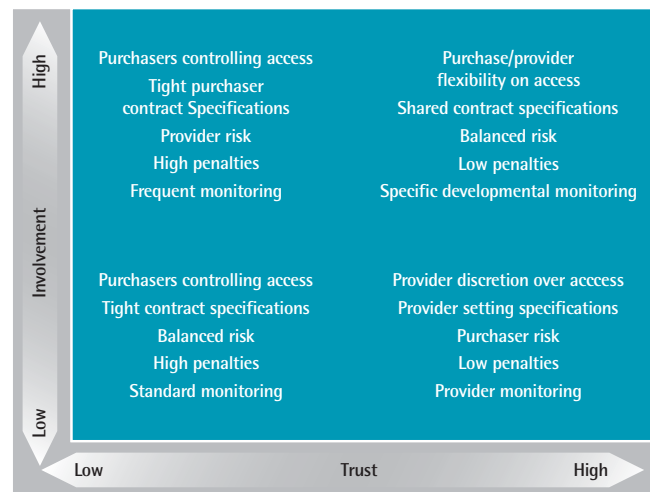 High
Involvement
Low
Purchasers controlling access
Tight purchaser
contract Specifications
Provider risk
High penalties
Frequent monitoring
Purchase/provider
flexibility on access
Shared contract specifications
Balanced risk
Low penalties
Specific developmental monitoring
Purchasers controlling access
Tight contract specifications
Balanced risk
High penalties
Standard monitoring
Provider discretion over acccess
Provider setting specifications
Purchaser risk
Low penalties
Provider monitoring
Low
Trust
High